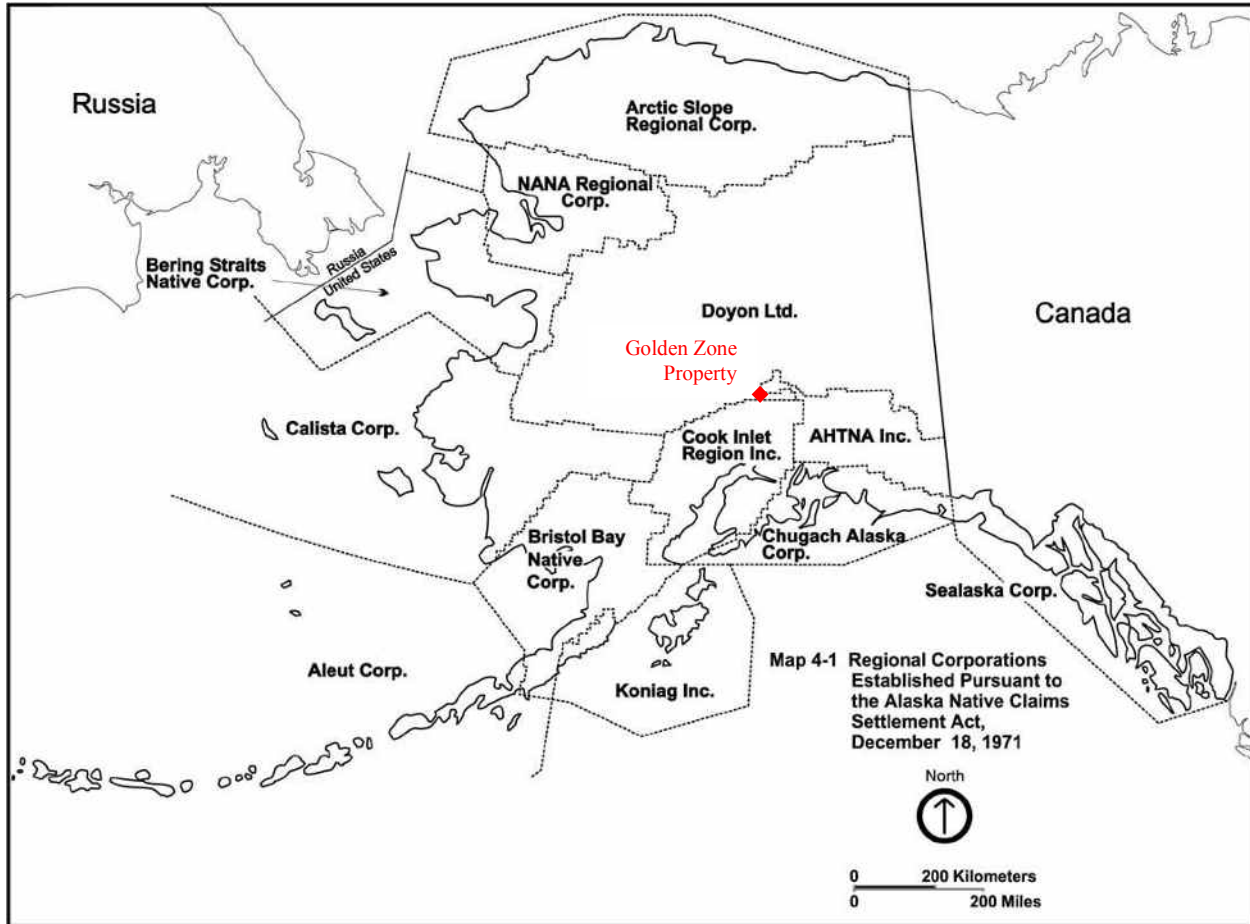 Russia
Arctic Slope
Regional Corp.
NANA Regional
Corp.
Bering Straits
Native Corp.
Russia
United States
Doyon Ltd.
Canada
Golden Zone
Property
Calista Corp.
Cook Inlet
Region Inc.
AHTNA Inc.
Bristol Bay
Native
Corp.
Chugach Alaska
Corp.
Sealaska Corp.
Aleut Corp.
Koniag Inc.
Map 4-1 Regional Corporations
Established Pursuant to
the Alaska Native Claims
Settlement Act,
December 18, 1971
North
0 200 Kilometers
0 200 Miles